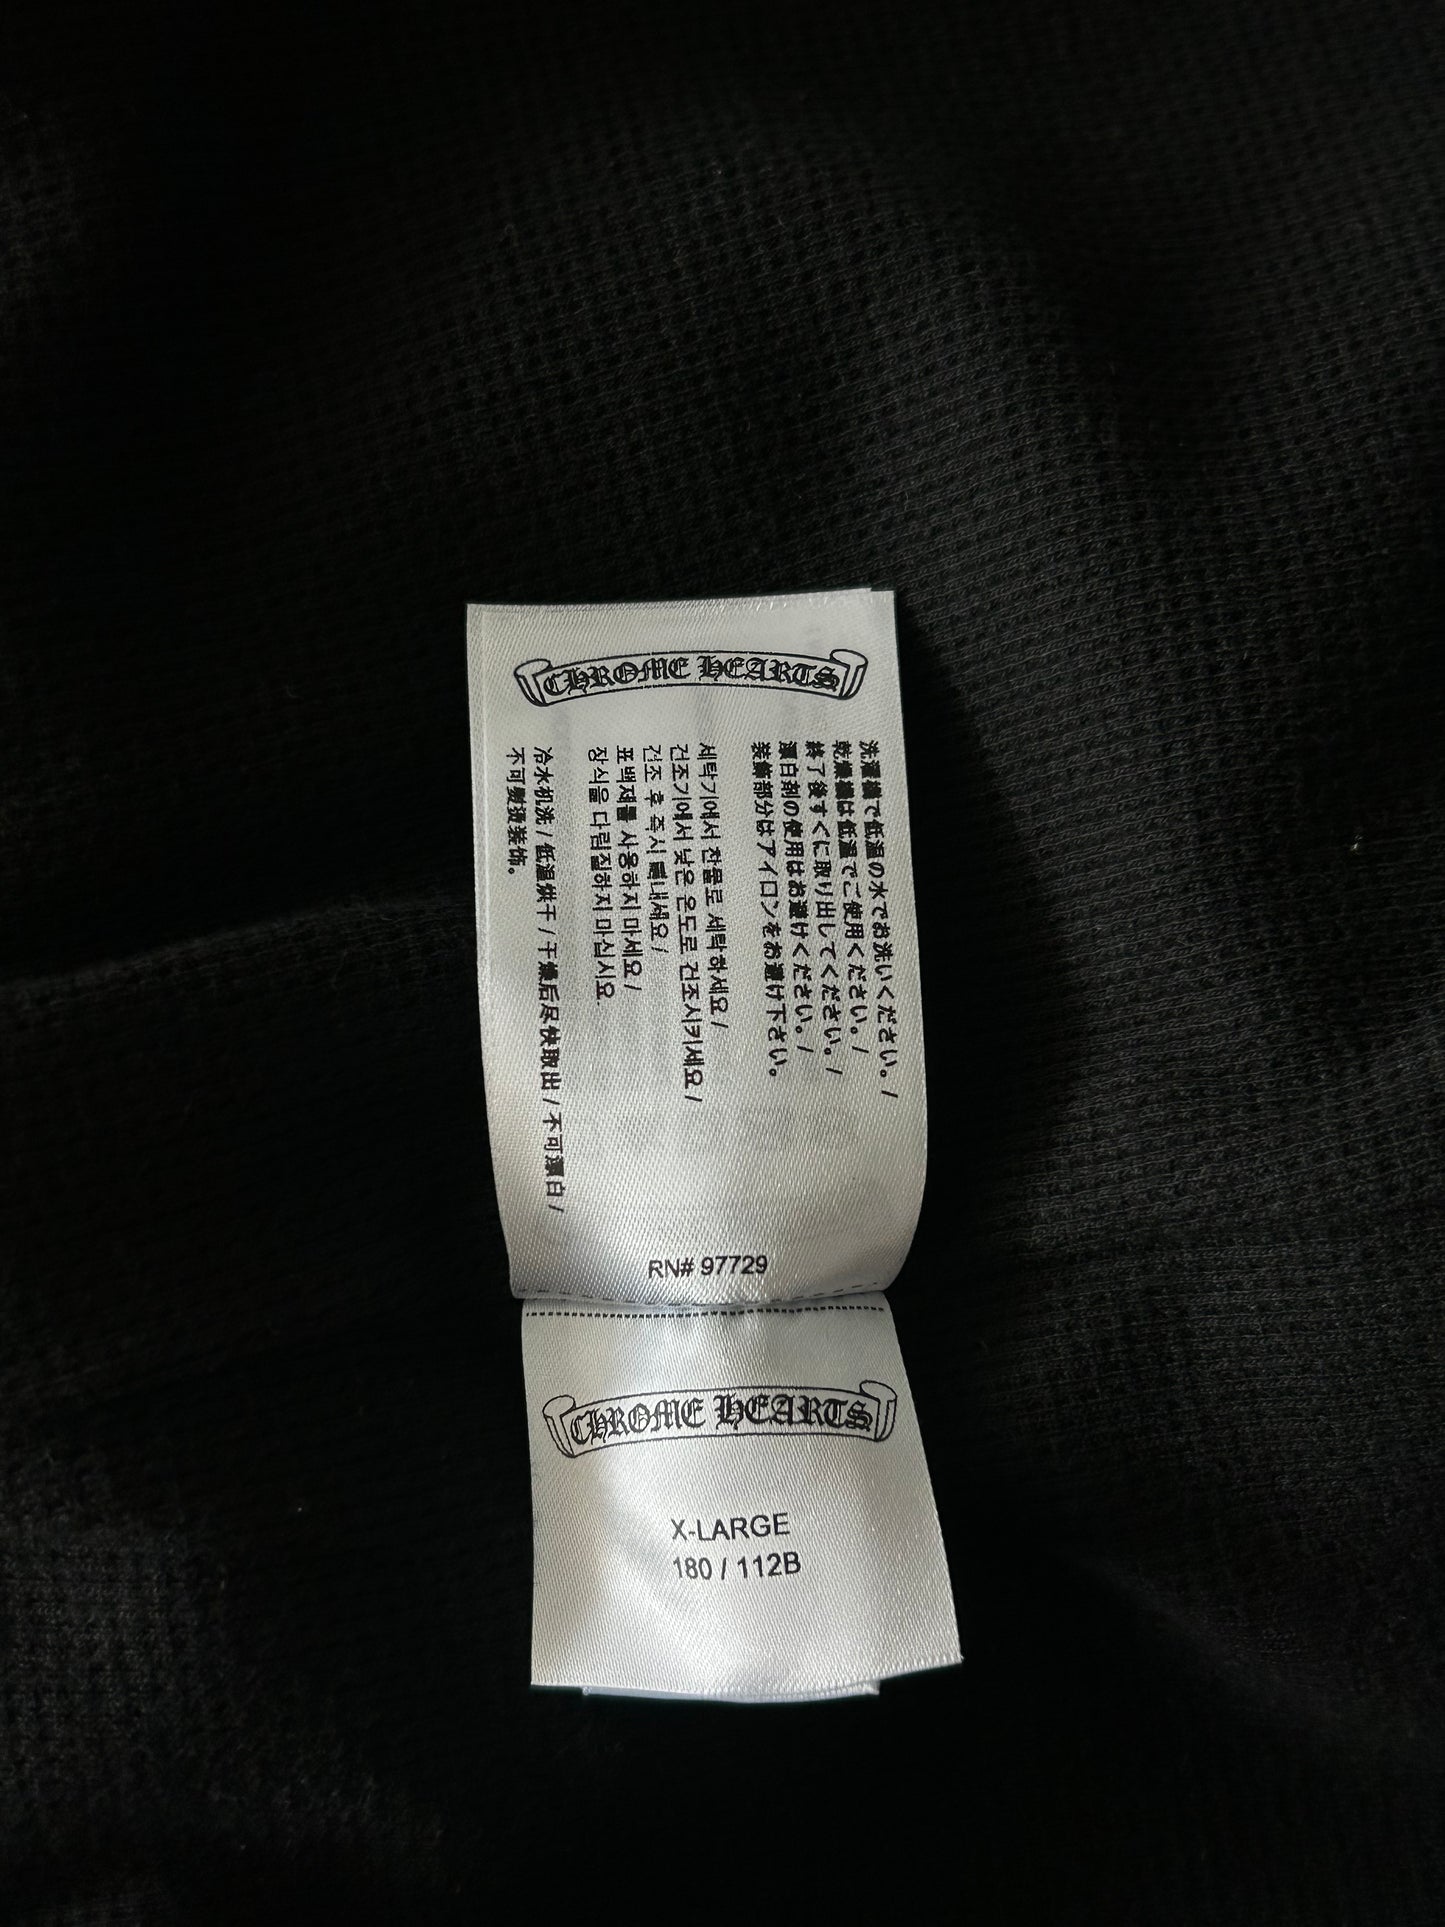 CHROME HEARTS
洗濯機で低温の水でお洗いください。/
乾燥機は低温でご使用ください。/
終了後すぐに取り出してください。/
漂白剤の使用はお避けください。/
装飾部分はアイロンをお避け下さい。
세탁기에서 찬물로 세탁하세요 /
건조기에서 낮은 온도로 건조시키세요 /
건조 후 즉시 빼내세요 /
표백제를 사용하지 마세요 /
장식을 다림질하지 마십시요
冷水机洗 / 低温烘干 / 干燥后尽快取出 / 不可漂白 /
不可熨烫装饰。
RN# 97729
CHROME HEARTS
X-LARGE
180 / 112B